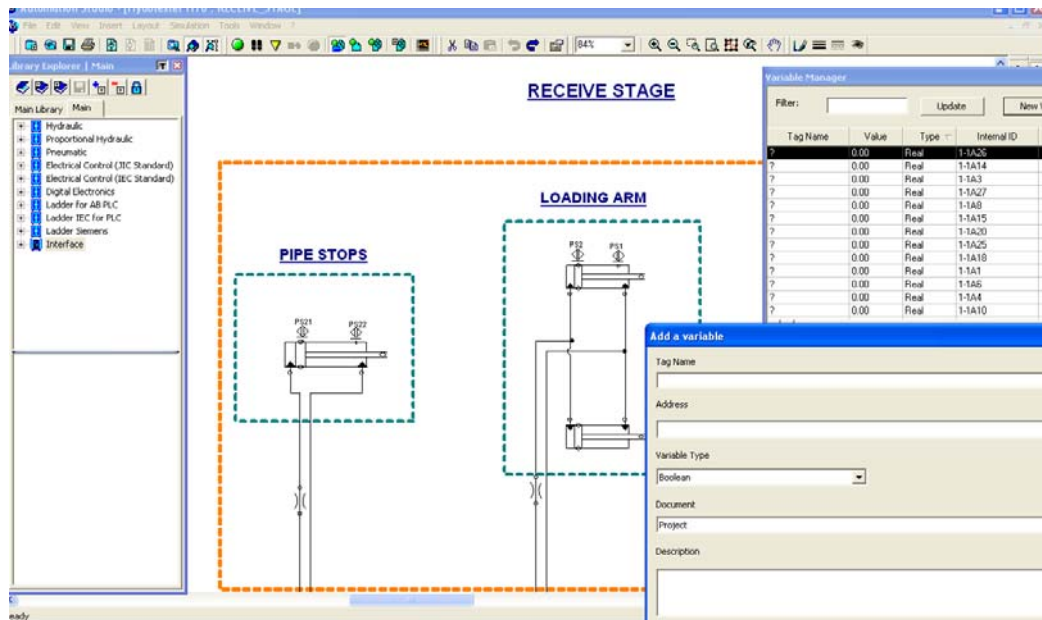 Automation Studio - [Hydrotester HTG , RECEIVE_STAGE]
File Edit View Insert Layout Simulation Tools Window ?
84%
Library Explorer | Main
Main Library Main
Hydraulic
Proportional Hydraulic
Pneumatic
Electrical Control (JIC Standard)
Electrical Control (IEC Standard)
Digital Electronics
Ladder for AB PLC
Ladder IEC for PLC
Ladder Siemens
Interface
RECEIVE STAGE
LOADING ARM
PS2 PS1
PIPE STOPS
PS21 PS22
Variable Manager
Filter: Update New V
Tag Name Value Type Internal ID
? 0.00 Real 1-1A26
? 0.00 Real 1-1A14
? 0.00 Real 1-1A3
? 0.00 Real 1-1A27
? 0.00 Real 1-1A8
? 0.00 Real 1-1A15
? 0.00 Real 1-1A20
? 0.00 Real 1-1A25
? 0.00 Real 1-1A18
? 0.00 Real 1-1A1
? 0.00 Real 1-1A6
? 0.00 Real 1-1A4
? 0.00 Real 1-1A10
Add a variable
Tag Name
Address
Variable Type
Boolean
Document
Project
Description
eady